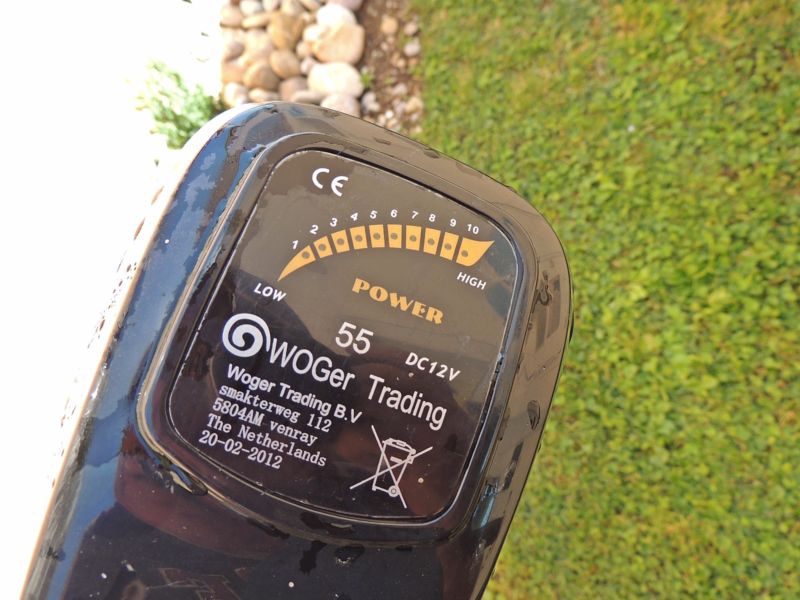 CE
1 2 3 4 5 6 7 8 9 10
LOW HIGH
POWER
55 DC12V
WOGer Trading
Woger Trading B.V
smakterweg 112
5804AM venray
The Netherlands
20-02-2012